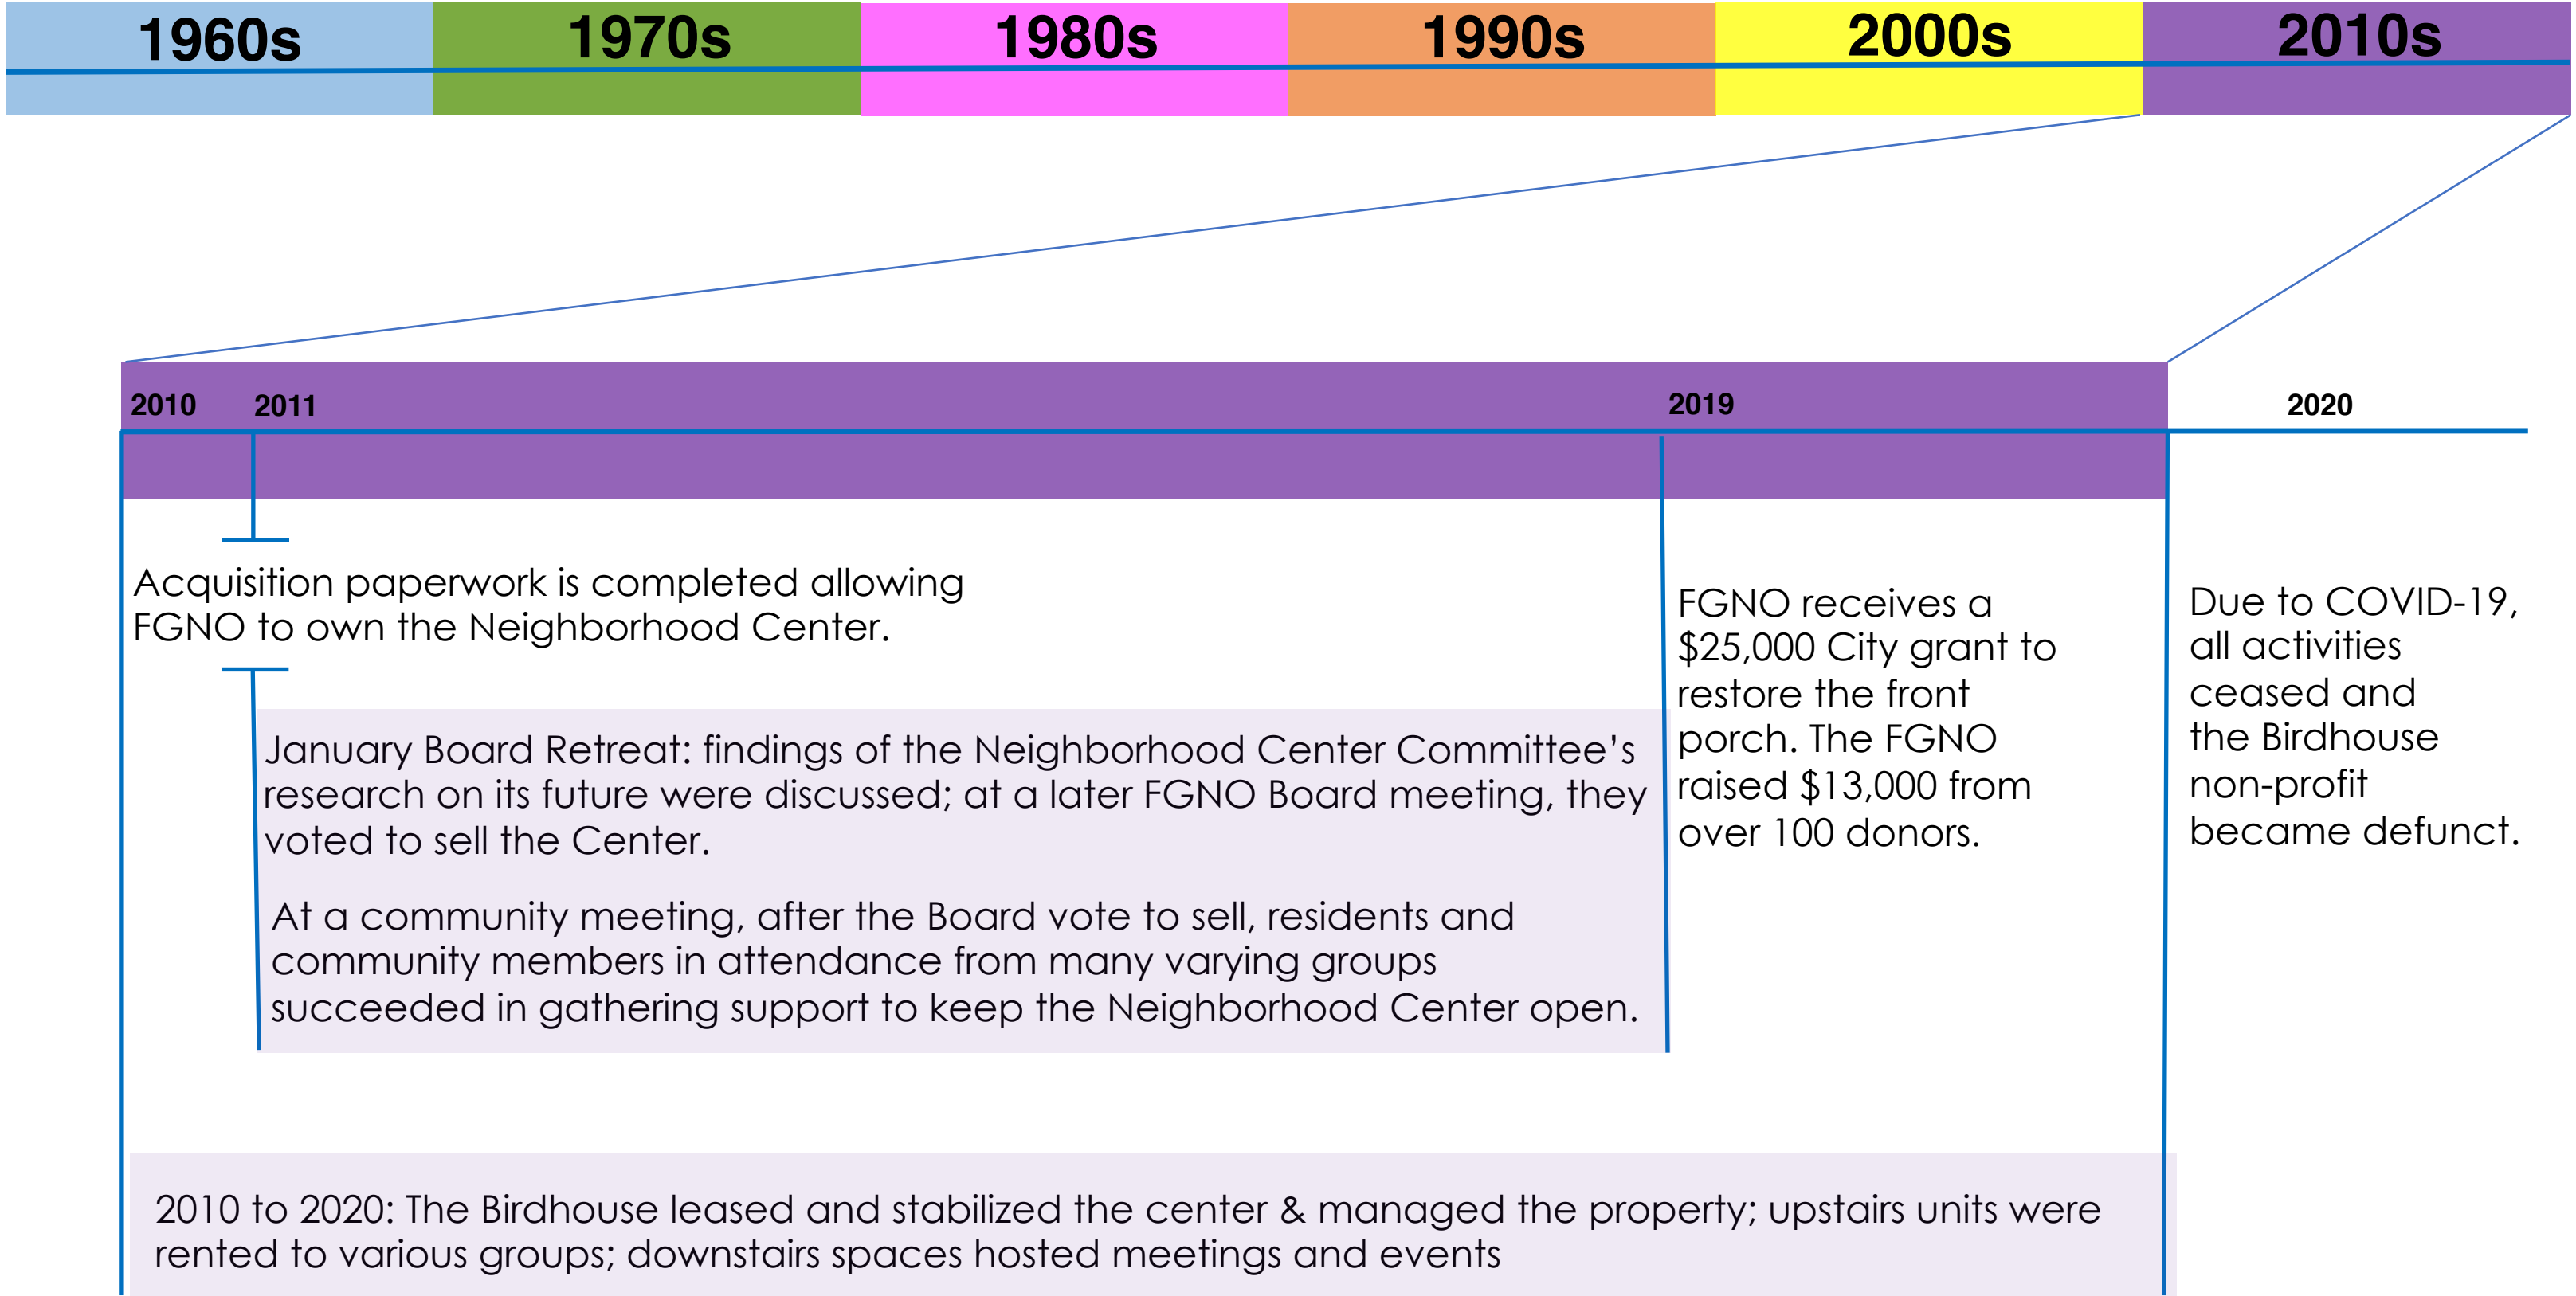 1960s 1970s 1980s 1990s 2000s 2010s
2010 2011 2019 2020
Acquisition paperwork is completed allowing
FGNO to own the Neighborhood Center.
January Board Retreat: findings of the Neighborhood Center Committee’s
research on its future were discussed; at a later FGNO Board meeting, they
voted to sell the Center.
At a community meeting, after the Board vote to sell, residents and
community members in attendance from many varying groups
succeeded in gathering support to keep the Neighborhood Center open.
FGNO receives a
$25,000 City grant to
restore the front
porch. The FGNO
raised $13,000 from
over 100 donors.
Due to COVID-19,
all activities
ceased and
the Birdhouse
non-profit
became defunct.
2010 to 2020: The Birdhouse leased and stabilized the center & managed the property; upstairs units were
rented to various groups; downstairs spaces hosted meetings and events